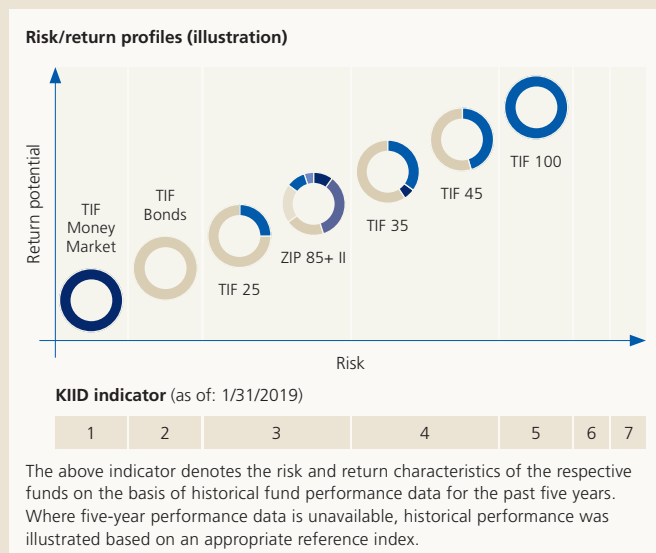 Risk/return profiles (illustration)
Return potential
TIF
Money
Market
TIF
Bonds
TIF 25
ZIP 85+ II
TIF 35
TIF 45
TIF 100
Risk
KIID indicator (as of: 1/31/2019)
1 2 3 4 5 6 7
The above indicator denotes the risk and return characteristics of the respective
funds on the basis of historical fund performance data for the past five years.
Where five-year performance data is unavailable, historical performance was
illustrated based on an appropriate reference index.